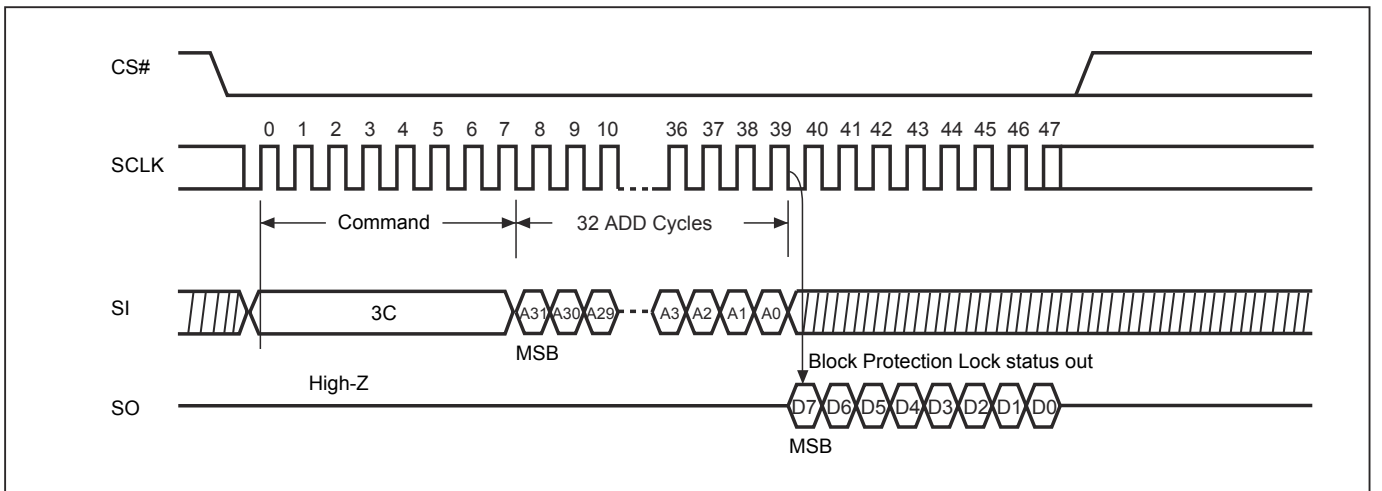 CS#
0 1 2 3 4 5 6 7 8 9 10 36 37 38 39 40 41 42 43 44 45 46 47
SCLK
Command 32 ADD Cycles
SI 3C A31 A30 A29 A3 A2 A1 A0
MSB
Block Protection Lock status out
High-Z
SO D7 D6 D5 D4 D3 D2 D1 D0
MSB